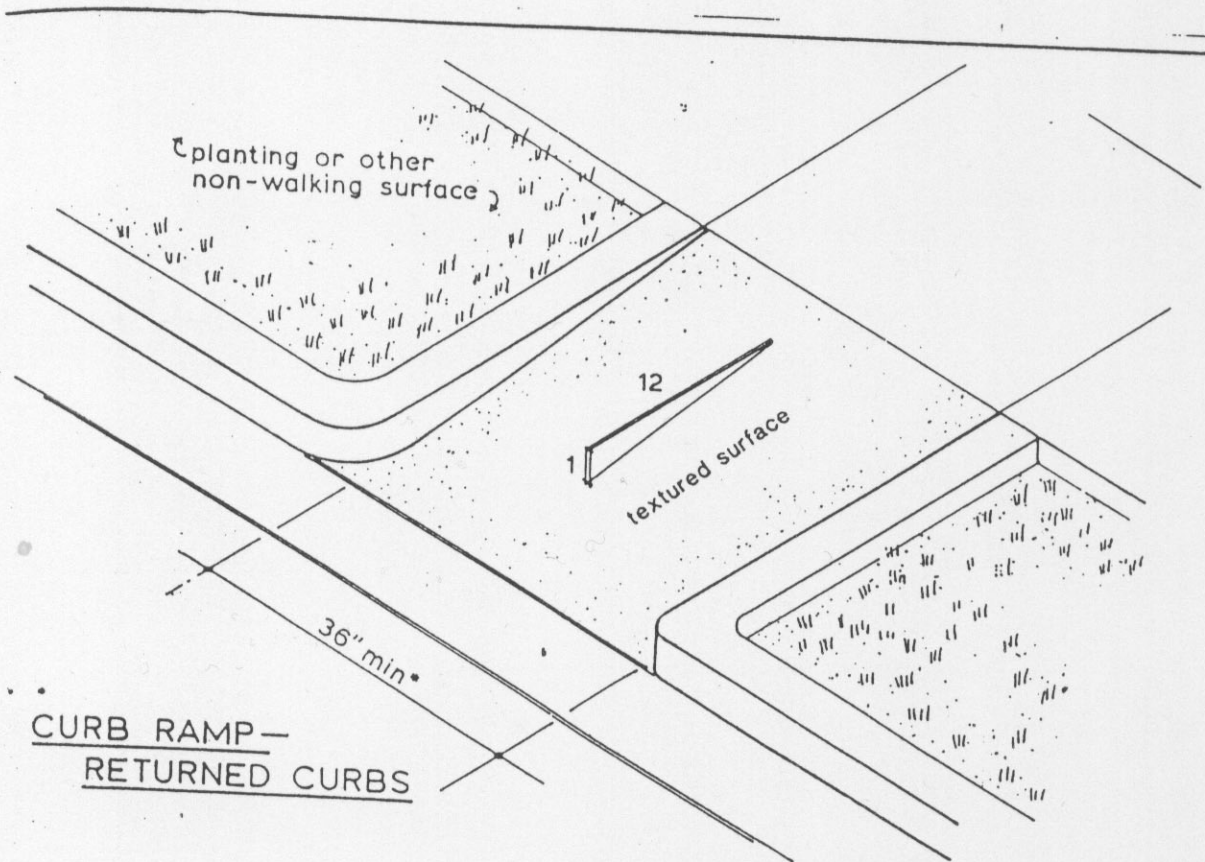 planting or other
non-walking surface
12
1
textured surface
36" min
CURB RAMP—
RETURNED CURBS